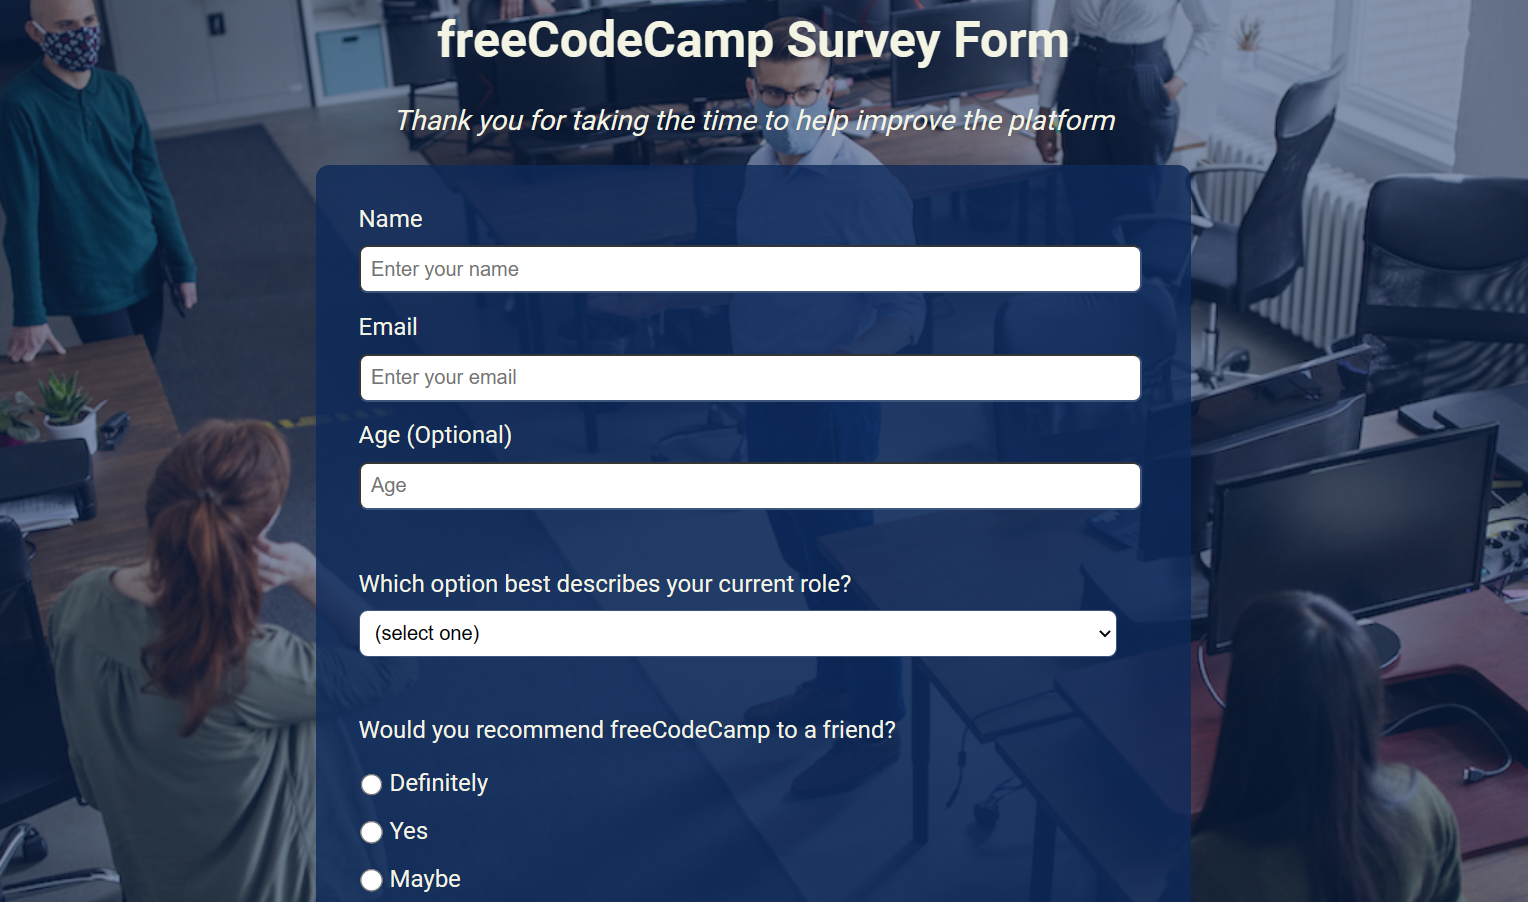 freeCodeCamp Survey Form
Thank you for taking the time to help improve the platform
Name
Enter your name
Email
Enter your email
Age (Optional)
Age
Which option best describes your current role?
(select one)
Would you recommend freeCodeCamp to a friend?
Definitely
Yes
Maybe